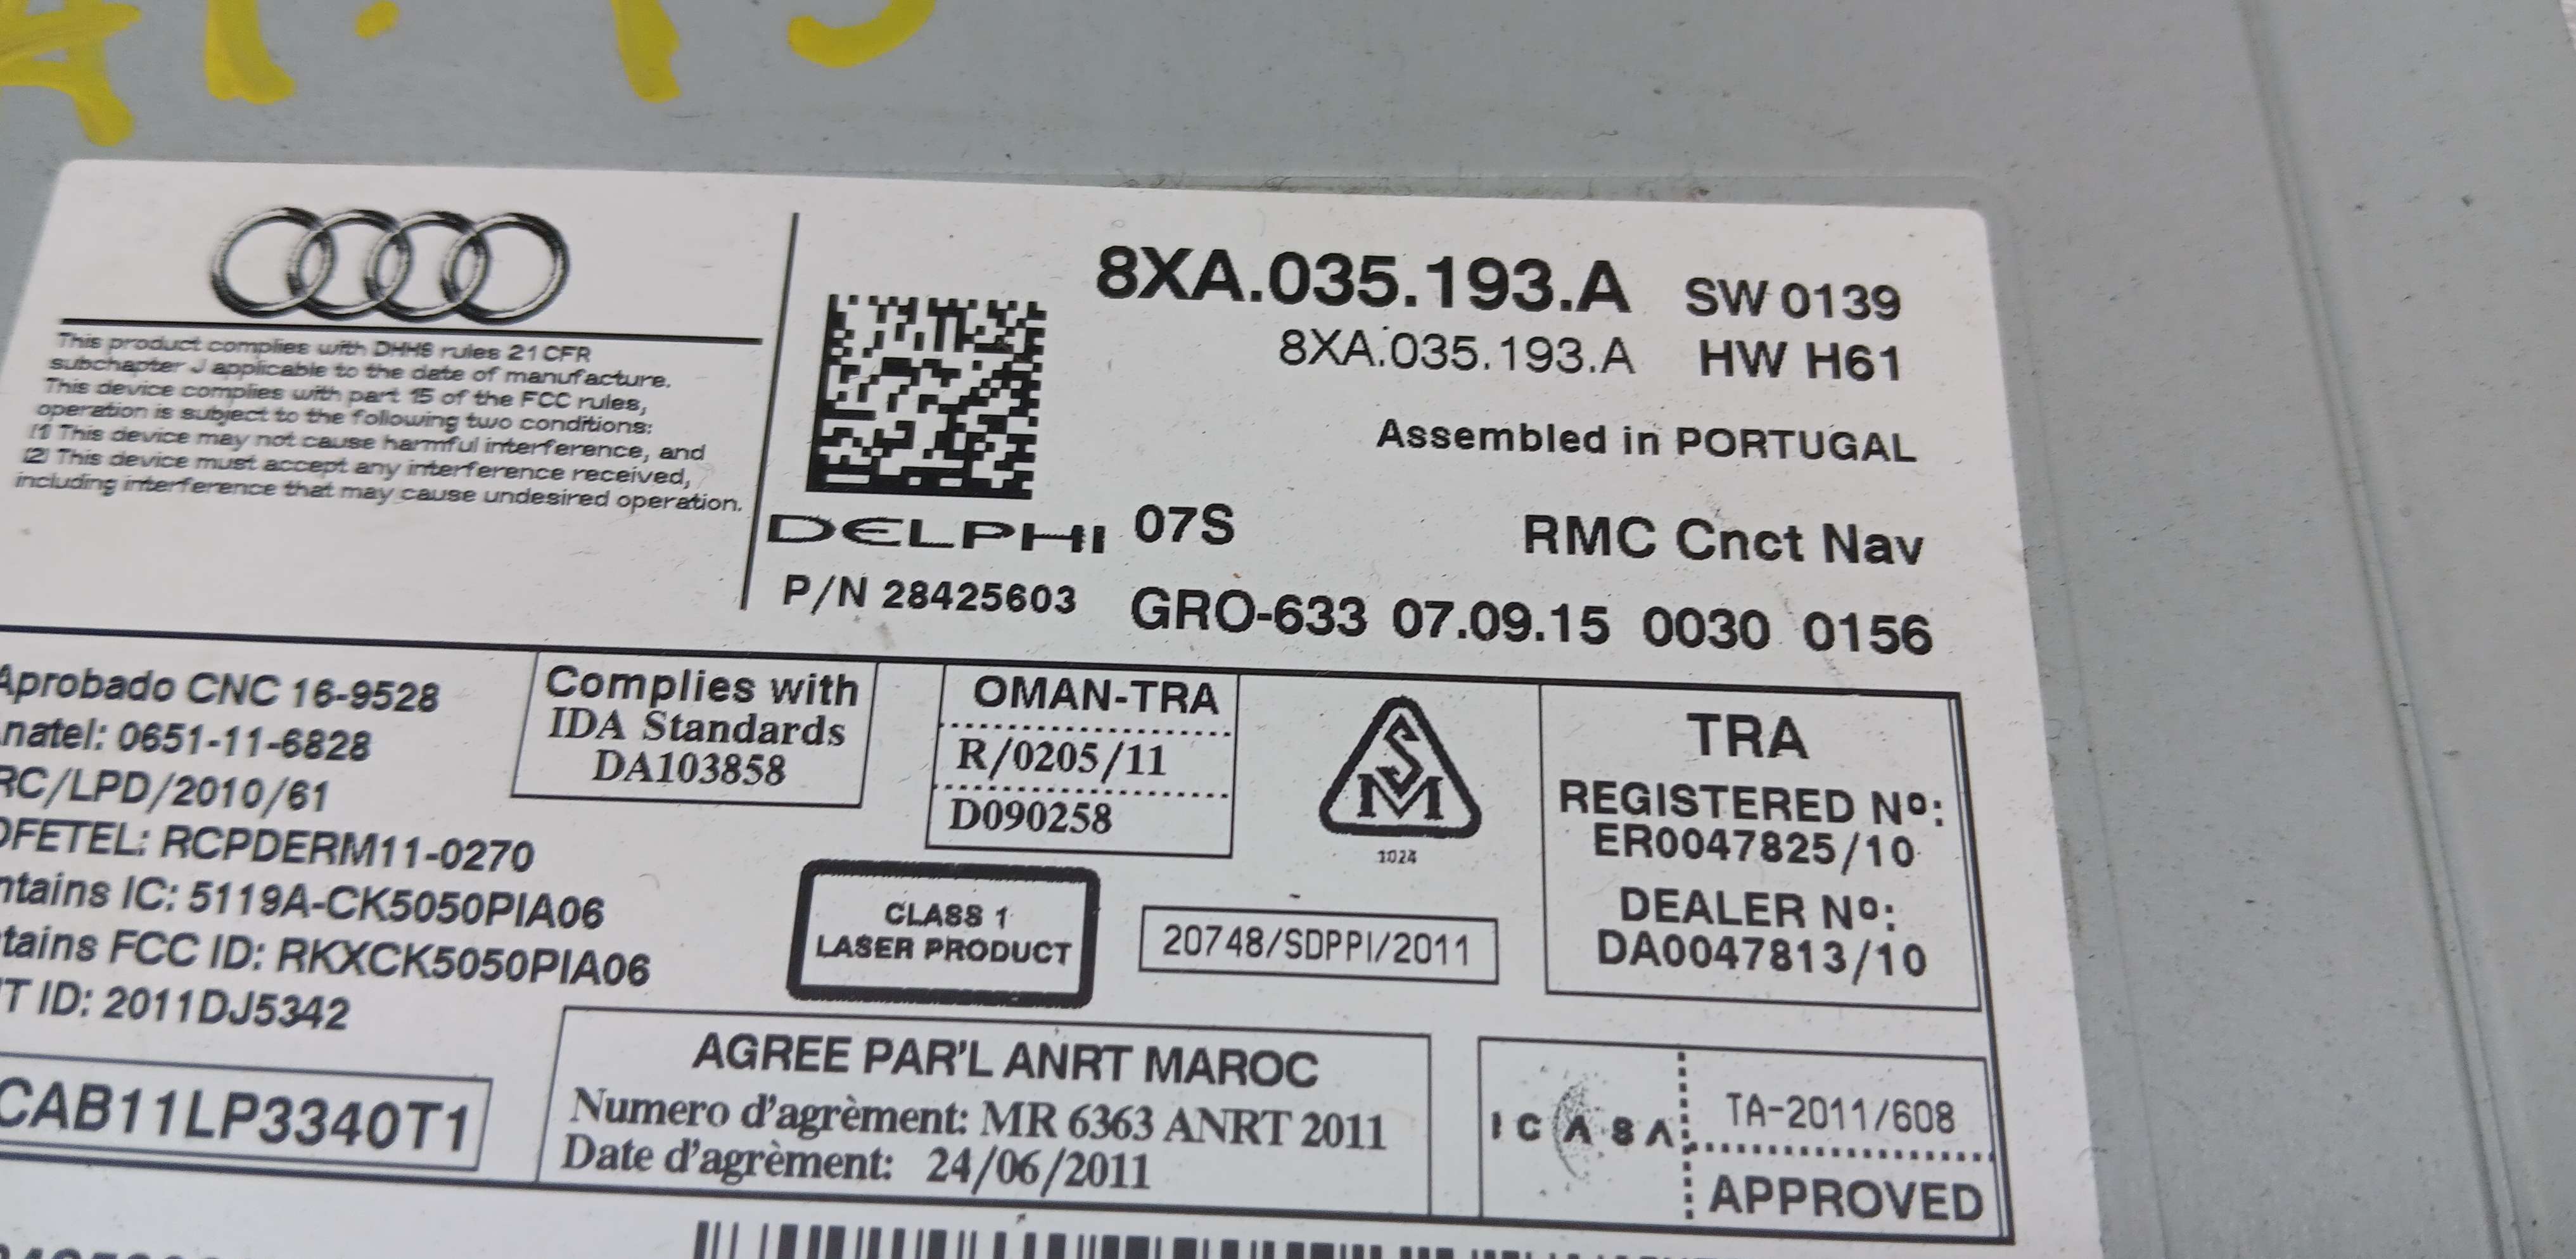 This product complies with DHHS rules 21 CFR
subchapter J applicable to the date of manufacture.
This device complies with part 15 of the FCC rules,
operation is subject to the following two conditions:
(1) This device may not cause harmful interference, and
(2) This device must accept any interference received,
including interference that may cause undesired operation.
8XA.035.193.A SW 0139
8XA.035.193.A HW H61
Assembled in PORTUGAL
DELPHI 07S RMC Cnct Nav
P/N 28425603 GRO-633 07.09.15 0030 0156
Aprobado CNC 16-9528
natel: 0651-11-6828
RC/LPD/2010/61
OFETEL: RCPDERM11-0270
ntains IC: 5119A-CK5050PIA06
tains FCC ID: RKXCK5050PIA06
T ID: 2011DJ5342
CAB11LP3340T1
Complies with
IDA Standards
DA103858
OMAN-TRA
R/0205/11
D090258
CLASS 1
LASER PRODUCT
SM
1024
20748/SDPPI/2011
TRA
REGISTERED Nº:
ER0047825/10
DEALER Nº:
DA0047813/10
AGREE PAR'L ANRT MAROC
Numero d'agrèment: MR 6363 ANRT 2011
Date d'agrèment: 24/06/2011
ICASA
TA-2011/608
APPROVED